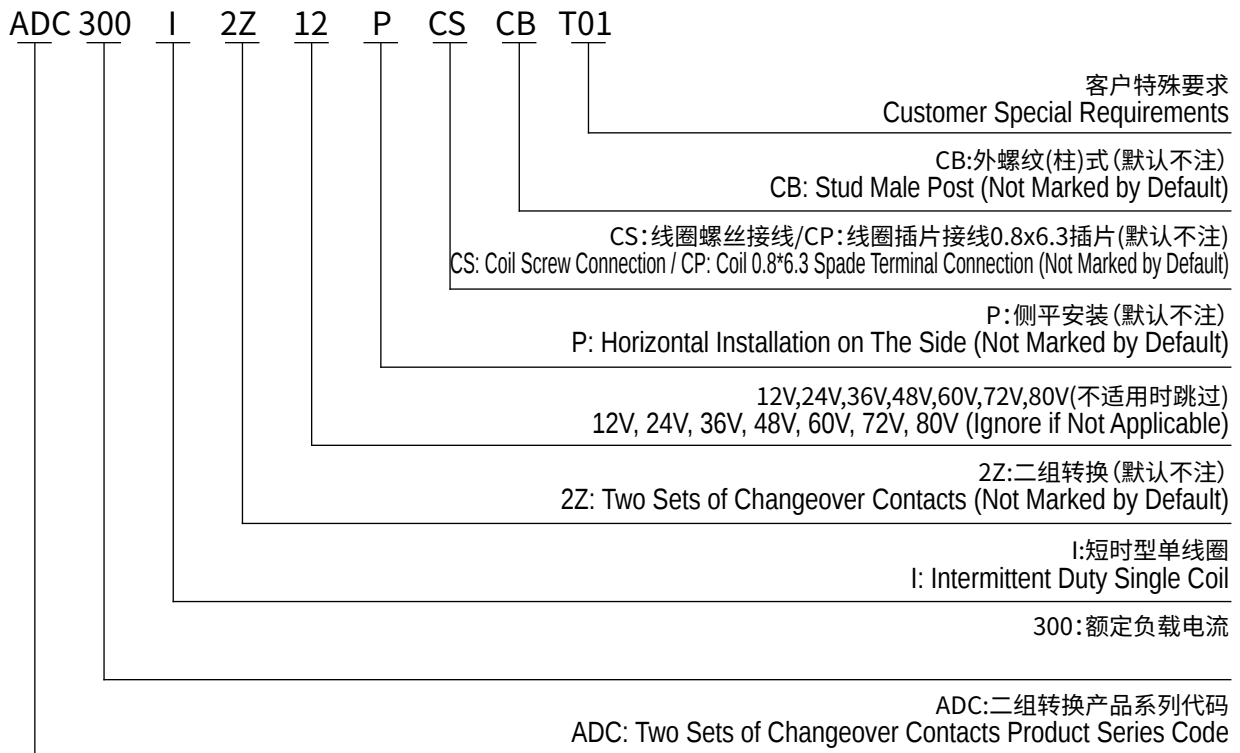 ADC 300 I 2Z 12 P CS CB T01
客户特殊要求
Customer Special Requirements
CB:外螺纹(柱)式(默认不注)
CB: Stud Male Post (Not Marked by Default)
CS:线圈螺丝接线/CP:线圈插片接线0.8x6.3插片(默认不注)
CS: Coil Screw Connection / CP: Coil 0.8*6.3 Spade Terminal Connection (Not Marked by Default)
P:侧平安装(默认不注)
P: Horizontal Installation on The Side (Not Marked by Default)
12V,24V,36V,48V,60V,72V,80V(不适用时跳过)
12V, 24V, 36V, 48V, 60V, 72V, 80V (Ignore if Not Applicable)
2Z:二组转换(默认不注)
2Z: Two Sets of Changeover Contacts (Not Marked by Default)
I:短时型单线圈
I: Intermittent Duty Single Coil
300:额定负载电流
ADC:二组转换产品系列代码
ADC: Two Sets of Changeover Contacts Product Series Code